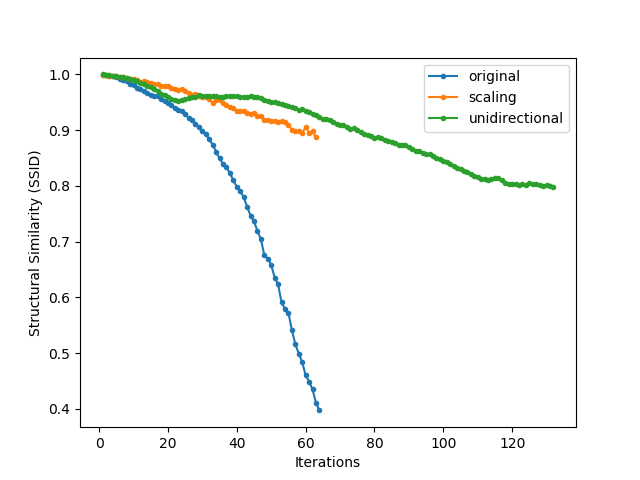 original
scaling
unidirectional
Structural Similarity (SSID)
1.0
0.9
0.8
0.7
0.6
0.5
0.4
0 20 40 60 80 100 120
Iterations